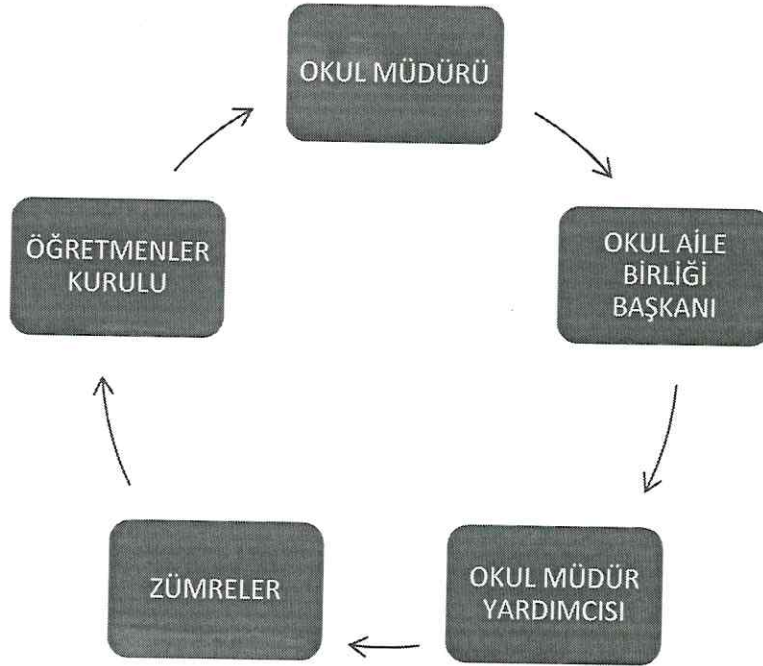 OKUL MÜDÜRÜ
OKUL AİLE
BİRLİĞİ
BAŞKANI
OKUL MÜDÜR
YARDIMCISI
ZÜMRELER
ÖĞRETMENLER
KURULU